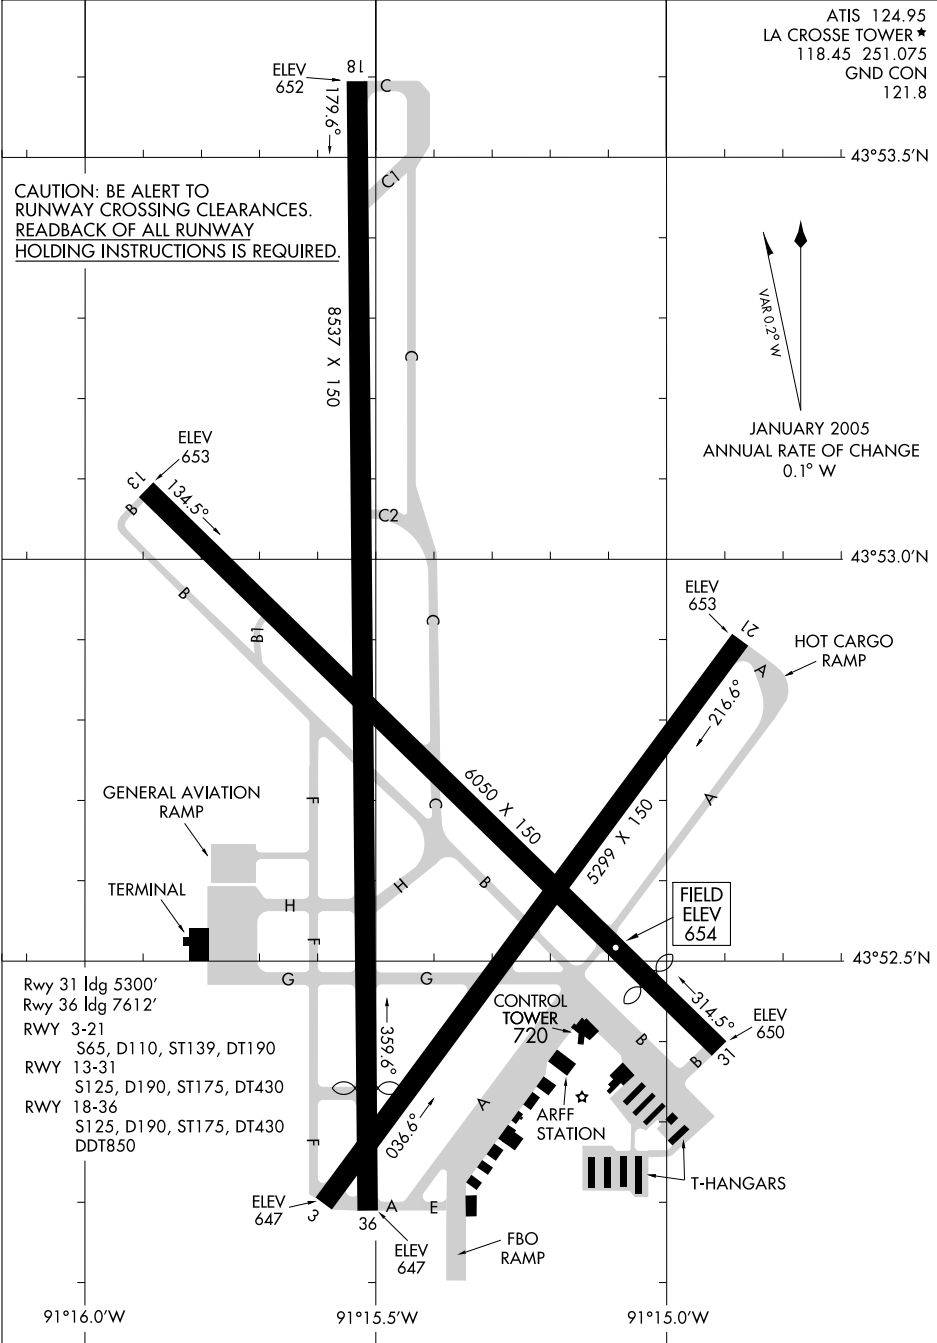 ATIS 124.95
LA CROSSE TOWER ★
118.45 251.075
GND CON
121.8
ELEV
652
18
C
179.6°
43°53.5'N
C1
CAUTION: BE ALERT TO
RUNWAY CROSSING CLEARANCES.
READBACK OF ALL RUNWAY
HOLDING INSTRUCTIONS IS REQUIRED.
VAR 0.2° W
8537 X 150
C
JANUARY 2005
ANNUAL RATE OF CHANGE
0.1° W
ELEV
653
13
B
134.5°
C2
43°53.0'N
B
B1
C
ELEV
653
21
HOT CARGO
RAMP
A
216.6°
GENERAL AVIATION
RAMP
F
C
6050 X 150
5299 X 150
A
TERMINAL
H
H
B
FIELD
ELEV
654
F
43°52.5'N
G
G
Rwy 31 ldg 5300'
Rwy 36 ldg 7612'
RWY 3-21
S65, D110, ST139, DT190
RWY 13-31
S125, D190, ST175, DT430
RWY 18-36
S125, D190, ST175, DT430
DDT850
CONTROL
TOWER
720
314.5°
ELEV
650
31
B
B
359.6°
A
ARFF
STATION
036.6°
F
T-HANGARS
ELEV
647
3
36
A
E
ELEV
647
FBO
RAMP
91°16.0'W
91°15.5'W
91°15.0'W